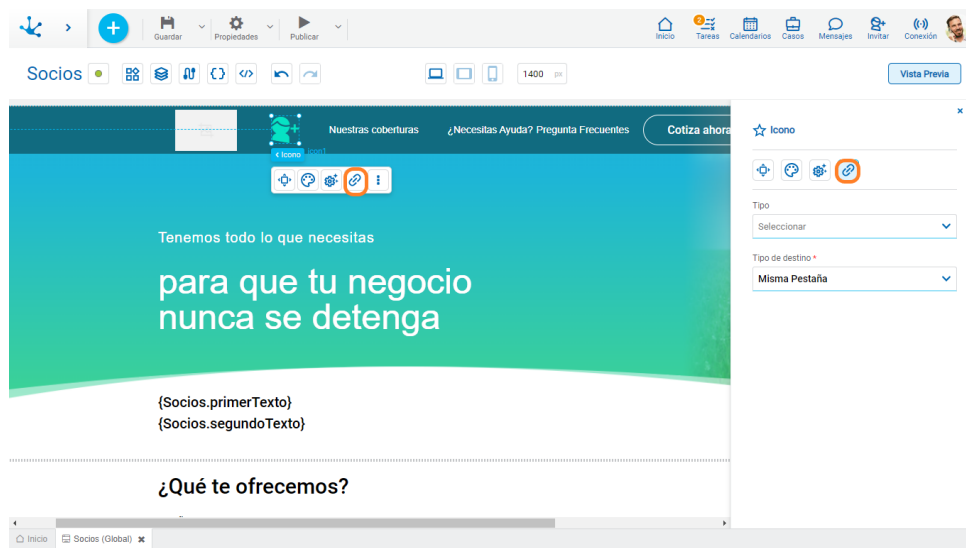 Guardar
Propiedades
Publicar
Inicio
2
Tareas
Calendarios
Casos
Mensajes
Invitar
Conexión
Socios
1400 px
Vista Previa
Nuestras coberturas
¿Necesitas Ayuda? Pregunta Frecuentes
Cotiza ahora
Icono
icon1
Tenemos todo lo que necesitas
para que tu negocio
nunca se detenga
{Socios.primerTexto}
{Socios.segundoTexto}
¿Qué te ofrecemos?
Icono
Tipo
Seleccionar
Tipo de destino *
Misma Pestaña
Inicio
Socios (Global)